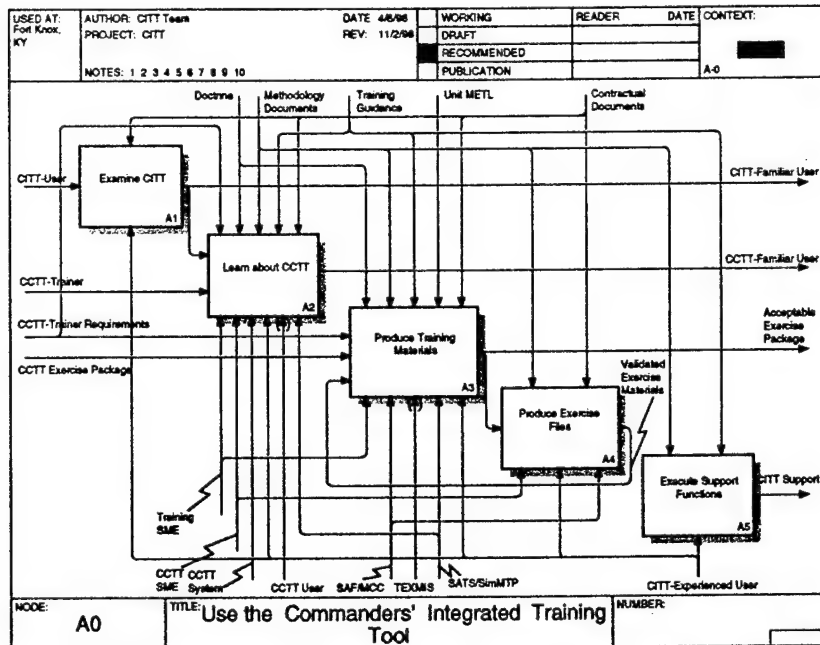 USED AT:
Fort Knox,
KY
AUTHOR: CITT Team
PROJECT: CITT
NOTES: 1 2 3 4 5 6 7 8 9 10
DATE 4/6/98
REV: 11/2/98
WORKING
DRAFT
RECOMMENDED
PUBLICATION
READER DATE
CONTEXT:
A-0
Doctrine
Methodology
Documents
Training
Guidance
Unit METL
Contractual
Documents
CITT-User
Examine CITT
A1
CITT-Familiar User
Learn about CCTT
A2
CCTT-Familiar User
CCTT-Trainer
CCTT-Trainer Requirements
CCTT Exercise Package
Produce Training
Materials
A3
Acceptable
Exercise
Package
Validated
Exercise
Materials
Produce Exercise
Files
A4
Execute Support
Functions
A5
CITT Support
Training
SME
CCTT
SME
CCTT
System
CCTT User
SAF/MCC
TEXMIS
SATS/SimMTP
CITT-Experienced User
NODE:
A0
TITLE: Use the Commanders' Integrated Training
Tool
NUMBER: